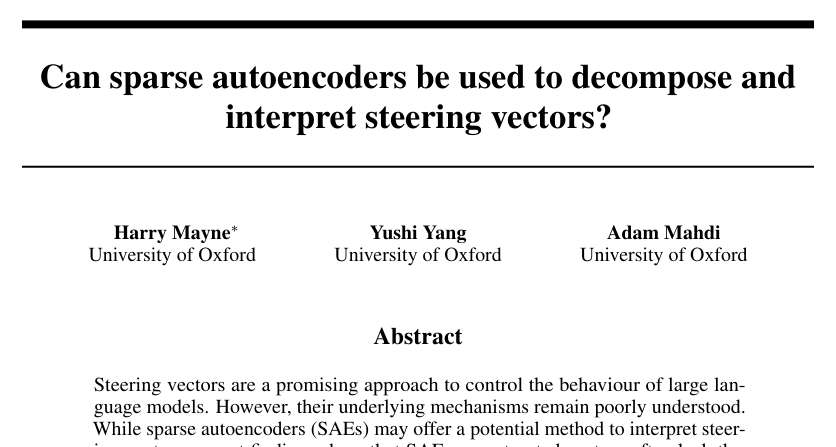 Can sparse autoencoders be used to decompose and
interpret steering vectors?
Harry Mayne* Yushi Yang Adam Mahdi
University of Oxford University of Oxford University of Oxford
Abstract
Steering vectors are a promising approach to control the behaviour of large lan-
guage models. However, their underlying mechanisms remain poorly understood.
While sparse autoencoders (SAEs) may offer a potential method to interpret steer-